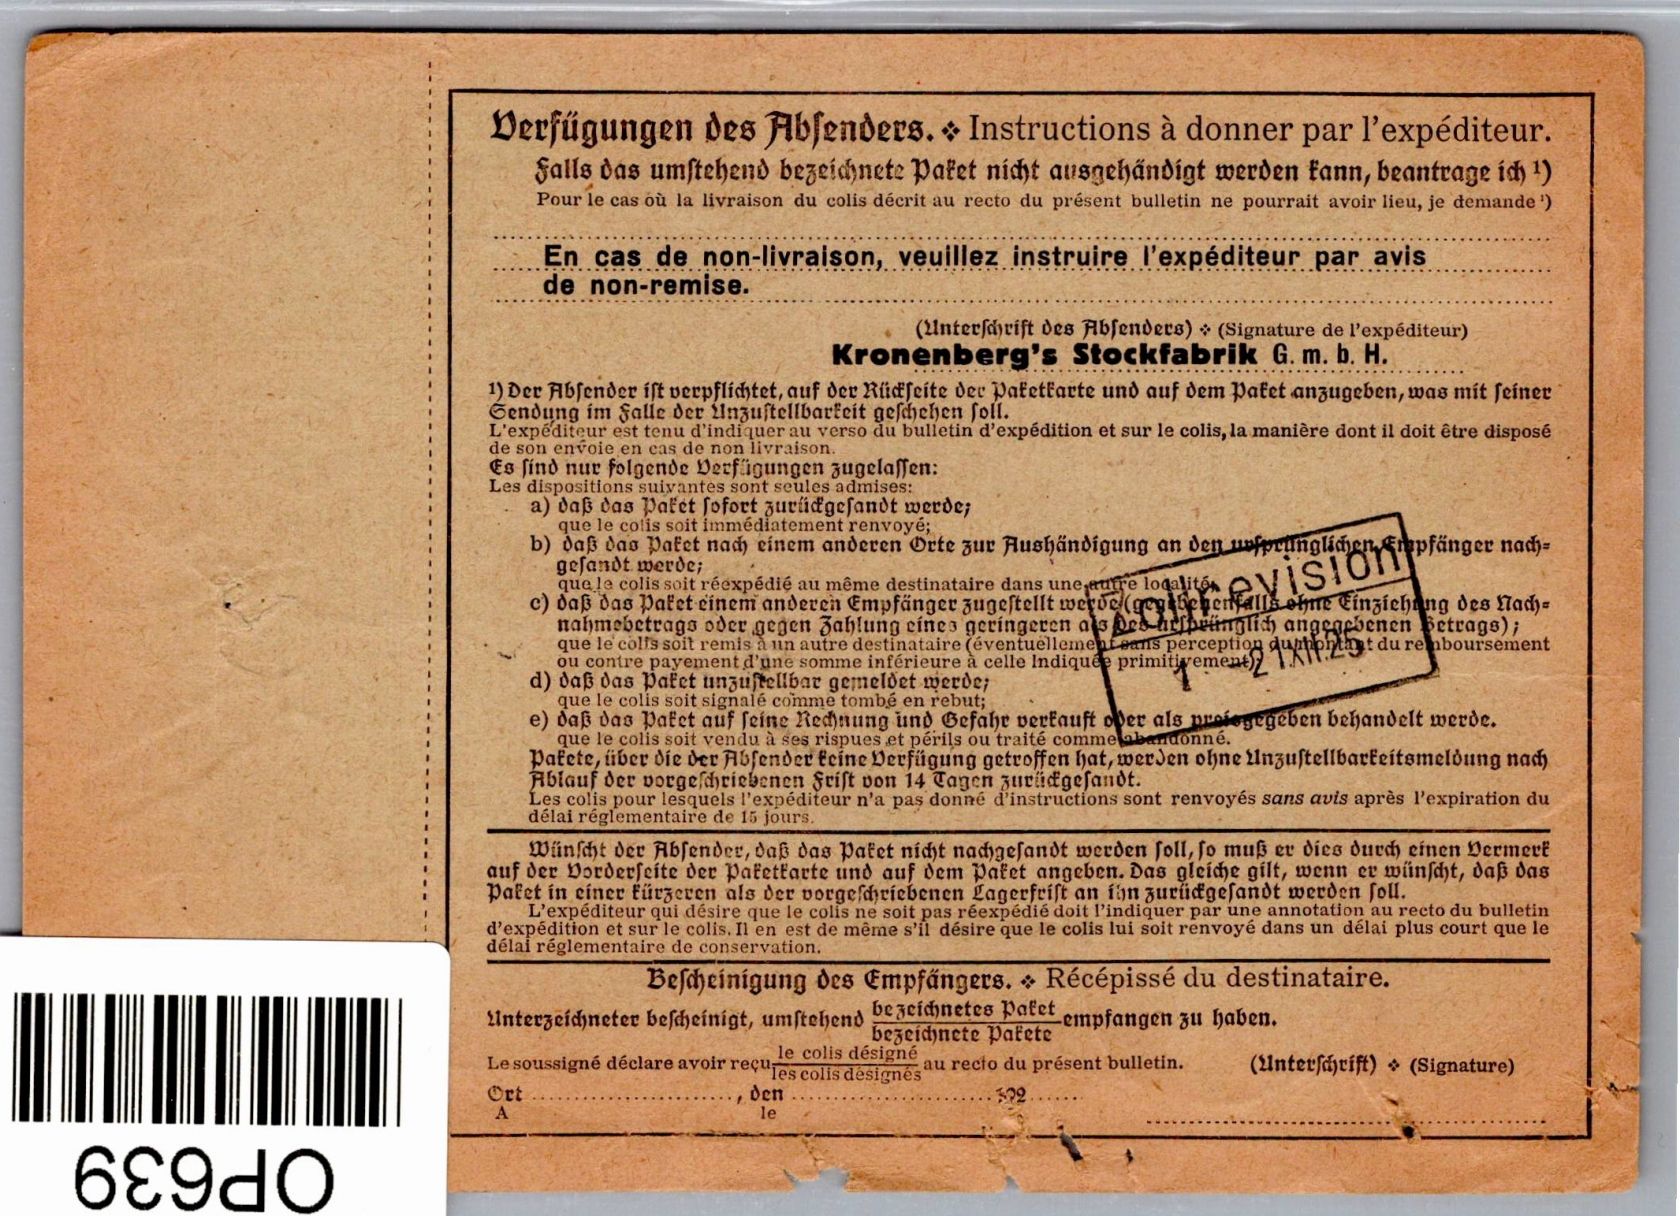 Verfügungen des Absenders. ❖ Instructions à donner par l'expéditeur.
Falls das umstehend bezeichnete Paket nicht ausgehändigt werden kann, beantrage ich ¹)
Pour le cas où la livraison du colis décrit au recto du présent bulletin ne pourrait avoir lieu, je demande ¹)
En cas de non-livraison, veuillez instruire l'expéditeur par avis
de non-remise.
(Unterschrift des Absenders) ❖ (Signature de l'expéditeur)
Kronenberg's Stockfabrik G. m. b. H.
¹) Der Absender ist verpflichtet, auf der Rückseite der Paketkarte und auf dem Paket anzugeben, was mit seiner
Sendung im Falle der Unzustellbarkeit geschehen soll.
L'expéditeur est tenu d'indiquer au verso du bulletin d'expédition et sur le colis, la manière dont il doit être disposé
de son envoie en cas de non livraison.
Es sind nur folgende Verfügungen zugelassen:
Les dispositions suivantes sont seules admises:
a) daß das Paket sofort zurückgesandt werde;
que le colis soit immédiatement renvoyé;
b) daß das Paket nach einem anderen Orte zur Aushändigung an den ursprünglichen Empfänger nach-
gesandt werde;
que le colis soit réexpédié au même destinataire dans une autre localité;
c) daß das Paket einem anderen Empfänger zugestellt werde (gegebenenfalls ohne Einziehung des Nach-
nahmebetrags oder gegen Zahlung eines geringeren als des ursprünglich angegebenen Betrags);
que le colis soit remis à un autre destinataire (éventuellement sans perception du montant du remboursement
ou contre payement d'une somme inférieure à celle indiquée primitivement);
d) daß das Paket unzustellbar gemeldet werde;
que le colis soit signalé comme tombé en rebut;
e) daß das Paket auf seine Rechnung und Gefahr verkauft oder als preisgegeben behandelt werde.
que le colis soit vendu à ses rispues et périls ou traité comme abandonné.
Pakete, über die der Absender keine Verfügung getroffen hat, werden ohne Unzustellbarkeitsmeldung nach
Ablauf der vorgeschriebenen Frist von 14 Tagen zurückgesandt.
Les colis pour lesquels l'expéditeur n'a pas donné d'instructions sont renvoyés sans avis après l'expiration du
délai réglementaire de 15 jours.
Zollrevision
1 21.XII.25
Wünscht der Absender, daß das Paket nicht nachgesandt werden soll, so muß er dies durch einen Vermerk
auf der Vorderseite der Paketkarte und auf dem Paket angeben. Das gleiche gilt, wenn er wünscht, daß das
Paket in einer kürzeren als der vorgeschriebenen Lagerfrist an ihn zurückgesandt werden soll.
L'expéditeur qui désire que le colis ne soit pas réexpédié doit l'indiquer par une annotation au recto du bulletin
d'expédition et sur le colis. Il en est de même s'il désire que le colis lui soit renvoyé dans un délai plus court que le
délai réglementaire de conservation.
Bescheinigung des Empfängers. ❖ Récépissé du destinataire.
Unterzeichneter bescheinigt, umstehend bezeichnetes Paket / bezeichnete Pakete empfangen zu haben.
Le soussigné déclare avoir reçu le colis désigné / les colis désignés au recto du présent bulletin. (Unterschrift) ❖ (Signature)
Ort ........................, den ........................ 192......
A le
OP639